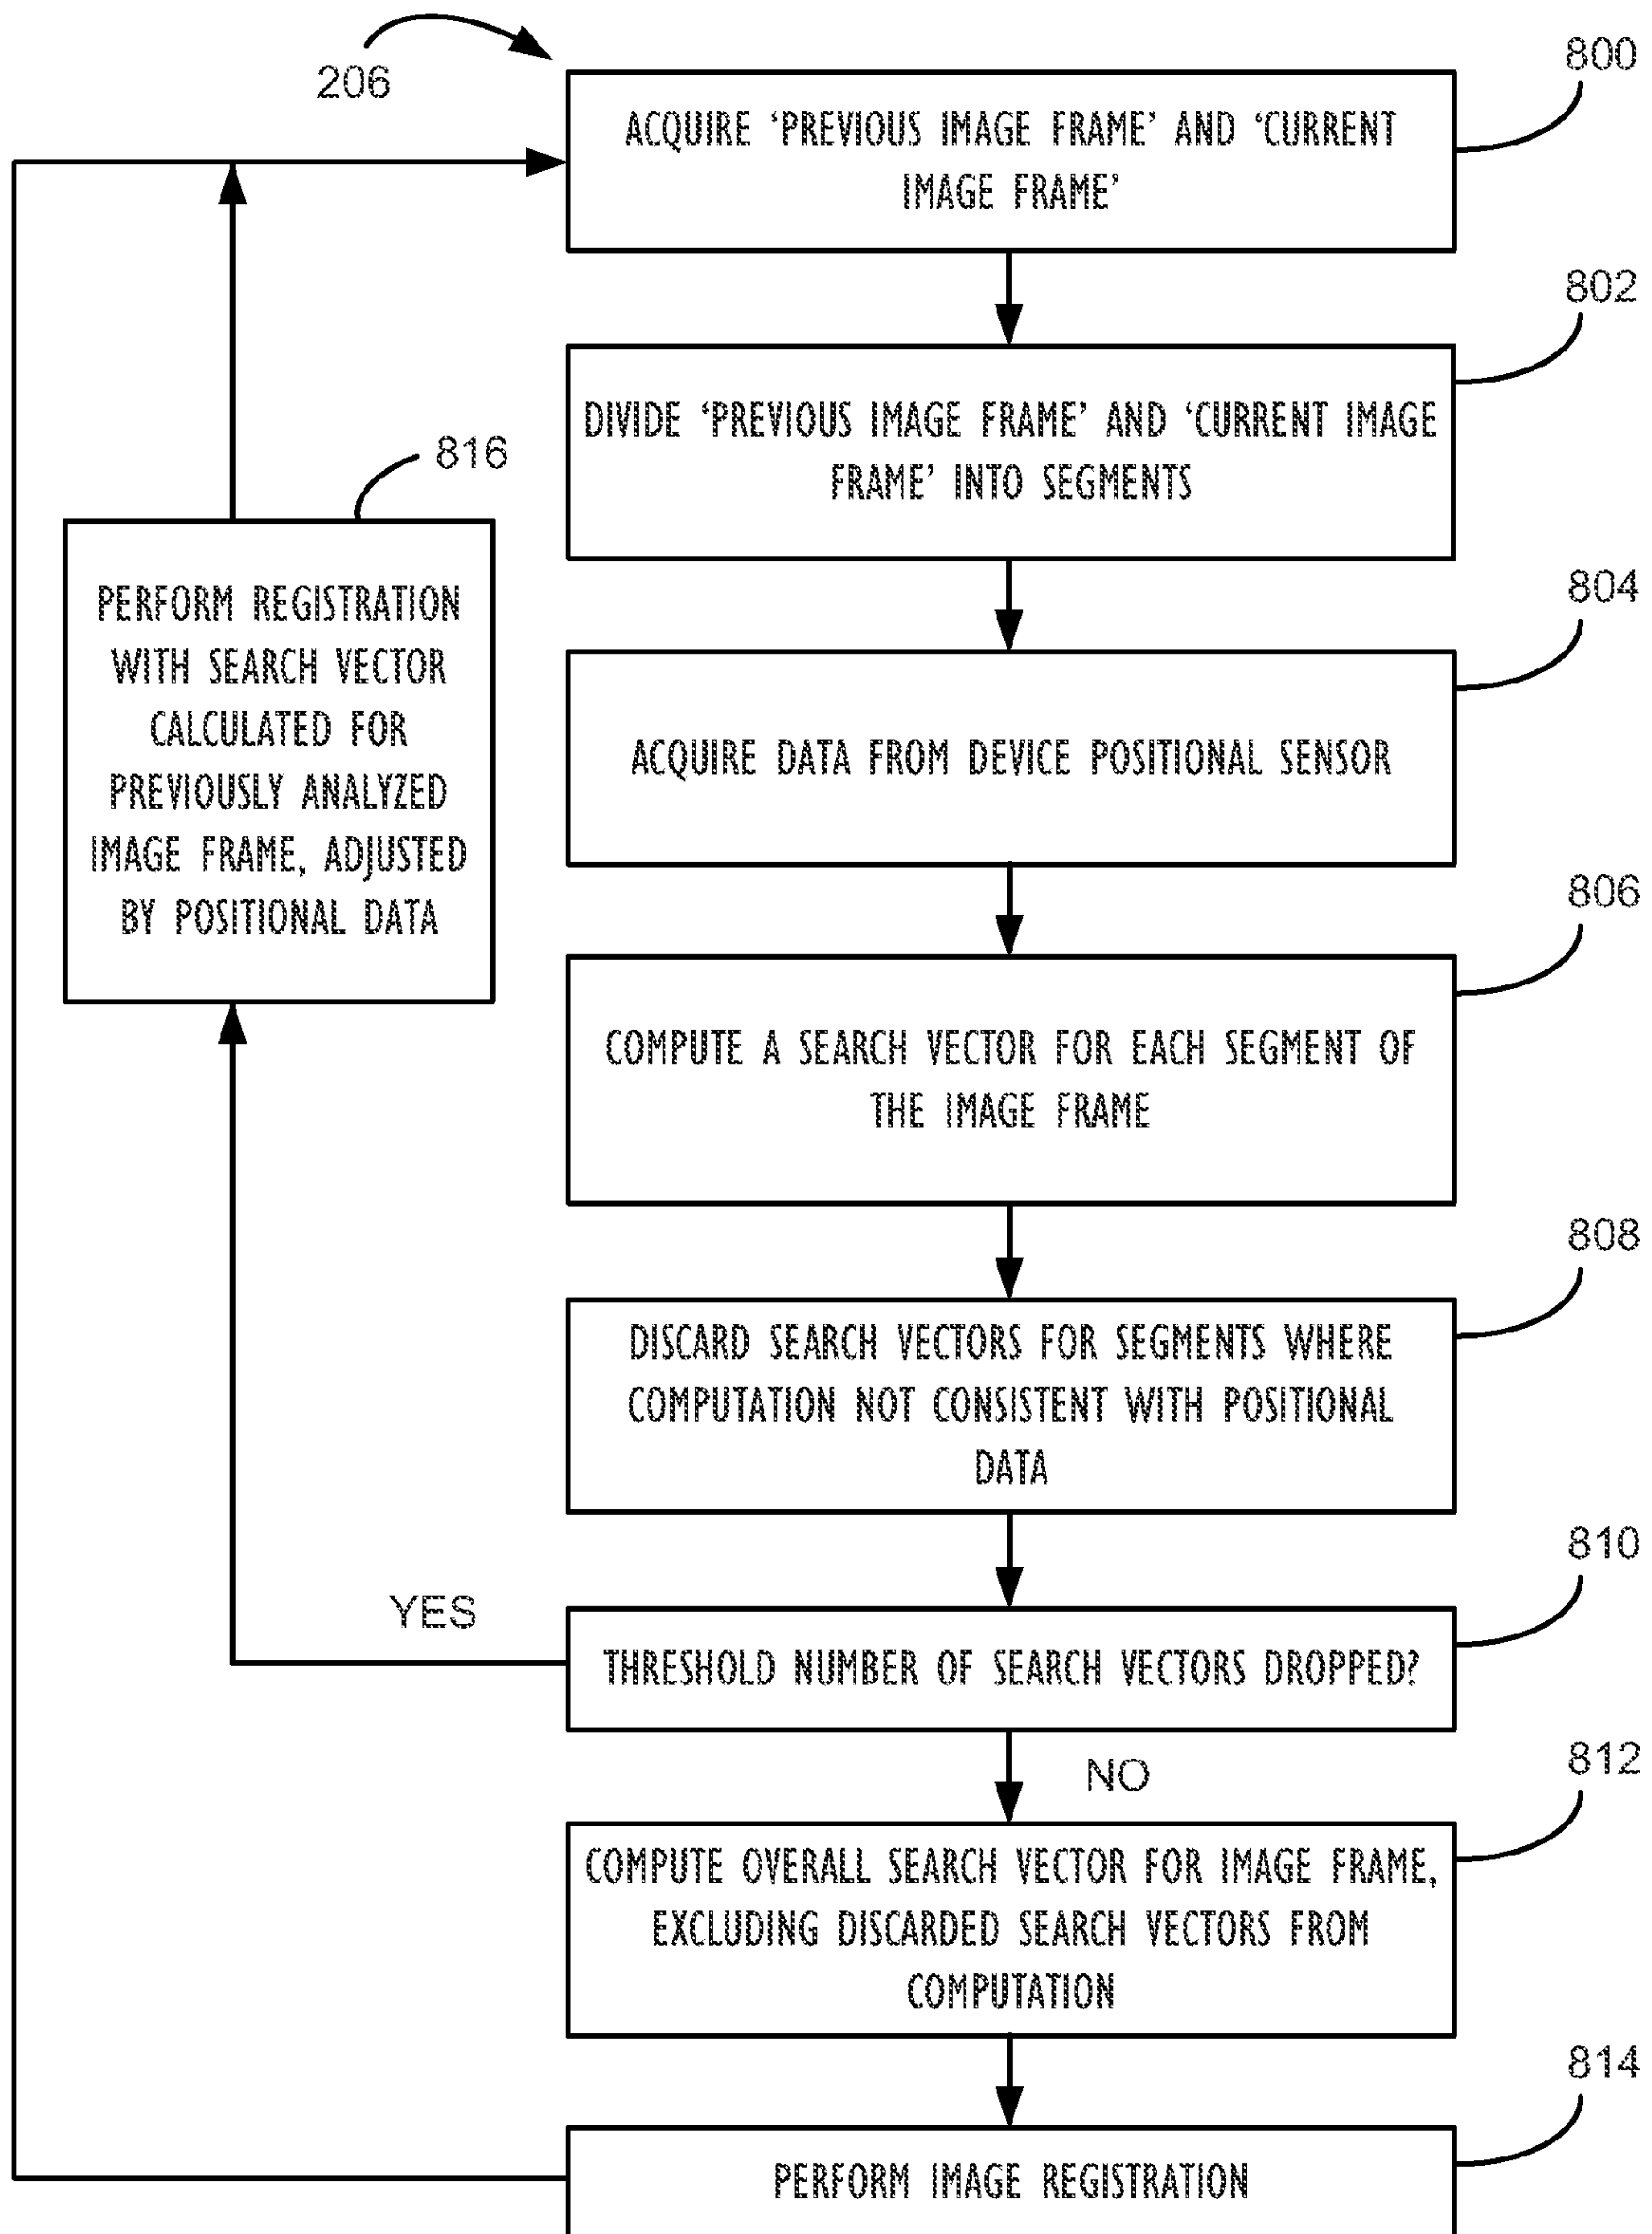 206
800
ACQUIRE ‘PREVIOUS IMAGE FRAME’ AND ‘CURRENT
IMAGE FRAME’
802
DIVIDE ‘PREVIOUS IMAGE FRAME’ AND ‘CURRENT IMAGE
FRAME’ INTO SEGMENTS
804
ACQUIRE DATA FROM DEVICE POSITIONAL SENSOR
806
COMPUTE A SEARCH VECTOR FOR EACH SEGMENT OF
THE IMAGE FRAME
808
DISCARD SEARCH VECTORS FOR SEGMENTS WHERE
COMPUTATION NOT CONSISTENT WITH POSITIONAL
DATA
810
THRESHOLD NUMBER OF SEARCH VECTORS DROPPED?
YES
816
PERFORM REGISTRATION
WITH SEARCH VECTOR
CALCULATED FOR
PREVIOUSLY ANALYZED
IMAGE FRAME, ADJUSTED
BY POSITIONAL DATA
NO
812
COMPUTE OVERALL SEARCH VECTOR FOR IMAGE FRAME,
EXCLUDING DISCARDED SEARCH VECTORS FROM
COMPUTATION
814
PERFORM IMAGE REGISTRATION